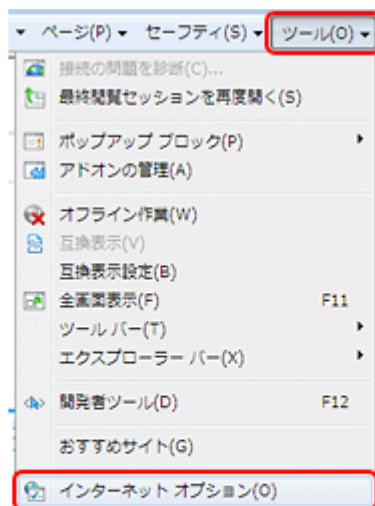 ページ(P) セーフティ(S) ツール(O)
接続の問題を診断(C)...
最終閲覧セッションを再度開く(S)
ポップアップ ブロック(P)
アドオンの管理(A)
オフライン作業(W)
互換表示(V)
互換表示設定(B)
全画面表示(F) F11
ツール バー(T)
エクスプローラー バー(X)
開発者ツール(D) F12
おすすめサイト(G)
インターネット オプション(O)